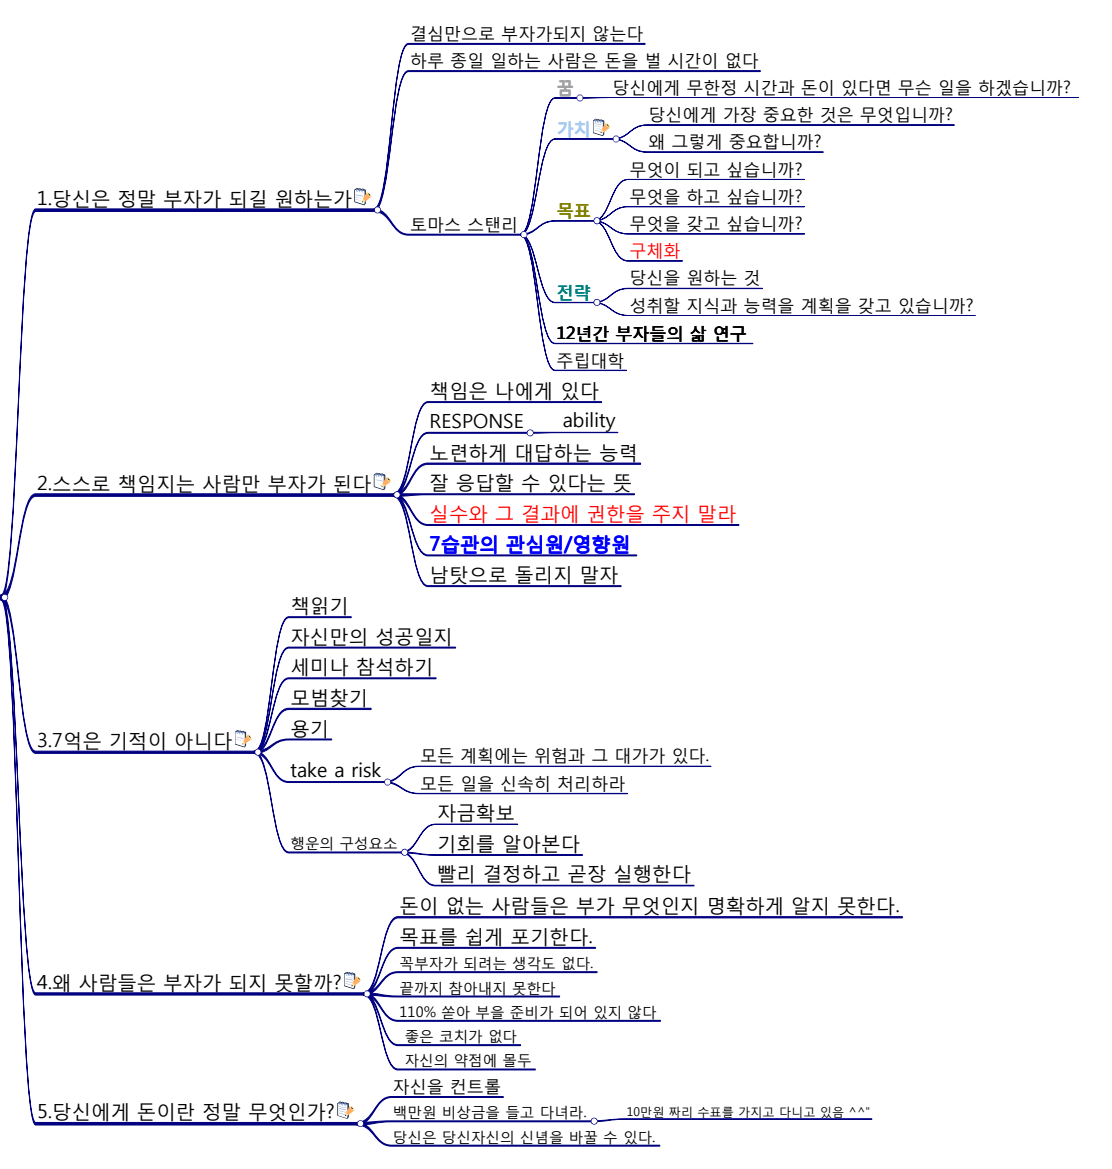 1.당신은 정말 부자가 되길 원하는가
결심만으로 부자가되지 않는다
하루 종일 일하는 사람은 돈을 벌 시간이 없다
토마스 스탠리
꿈
당신에게 무한정 시간과 돈이 있다면 무슨 일을 하겠습니까?
가치
당신에게 가장 중요한 것은 무엇입니까?
왜 그렇게 중요합니까?
목표
무엇이 되고 싶습니까?
무엇을 하고 싶습니까?
무엇을 갖고 싶습니까?
구체화
전략
당신을 원하는 것
성취할 지식과 능력을 계획을 갖고 있습니까?
12년간 부자들의 삶 연구
주립대학
2.스스로 책임지는 사람만 부자가 된다
책임은 나에게 있다
RESPONSE
ability
노련하게 대답하는 능력
잘 응답할 수 있다는 뜻
실수와 그 결과에 권한을 주지 말라
7습관의 관심원/영향원
남탓으로 돌리지 말자
3.7억은 기적이 아니다
책읽기
자신만의 성공일지
세미나 참석하기
모범찾기
용기
take a risk
모든 계획에는 위험과 그 대가가 있다.
모든 일을 신속히 처리하라
행운의 구성요소
자금확보
기회를 알아본다
빨리 결정하고 곧장 실행한다
4.왜 사람들은 부자가 되지 못할까?
돈이 없는 사람들은 부가 무엇인지 명확하게 알지 못한다.
목표를 쉽게 포기한다.
꼭부자가 되려는 생각도 없다.
끝까지 참아내지 못한다
110% 쏟아 부을 준비가 되어 있지 않다
좋은 코치가 없다
자신의 약점에 몰두
5.당신에게 돈이란 정말 무엇인가?
자신을 컨트롤
백만원 비상금을 들고 다녀라.
10만원 짜리 수표를 가지고 다니고 있음 ^^"
당신은 당신자신의 신념을 바꿀 수 있다.